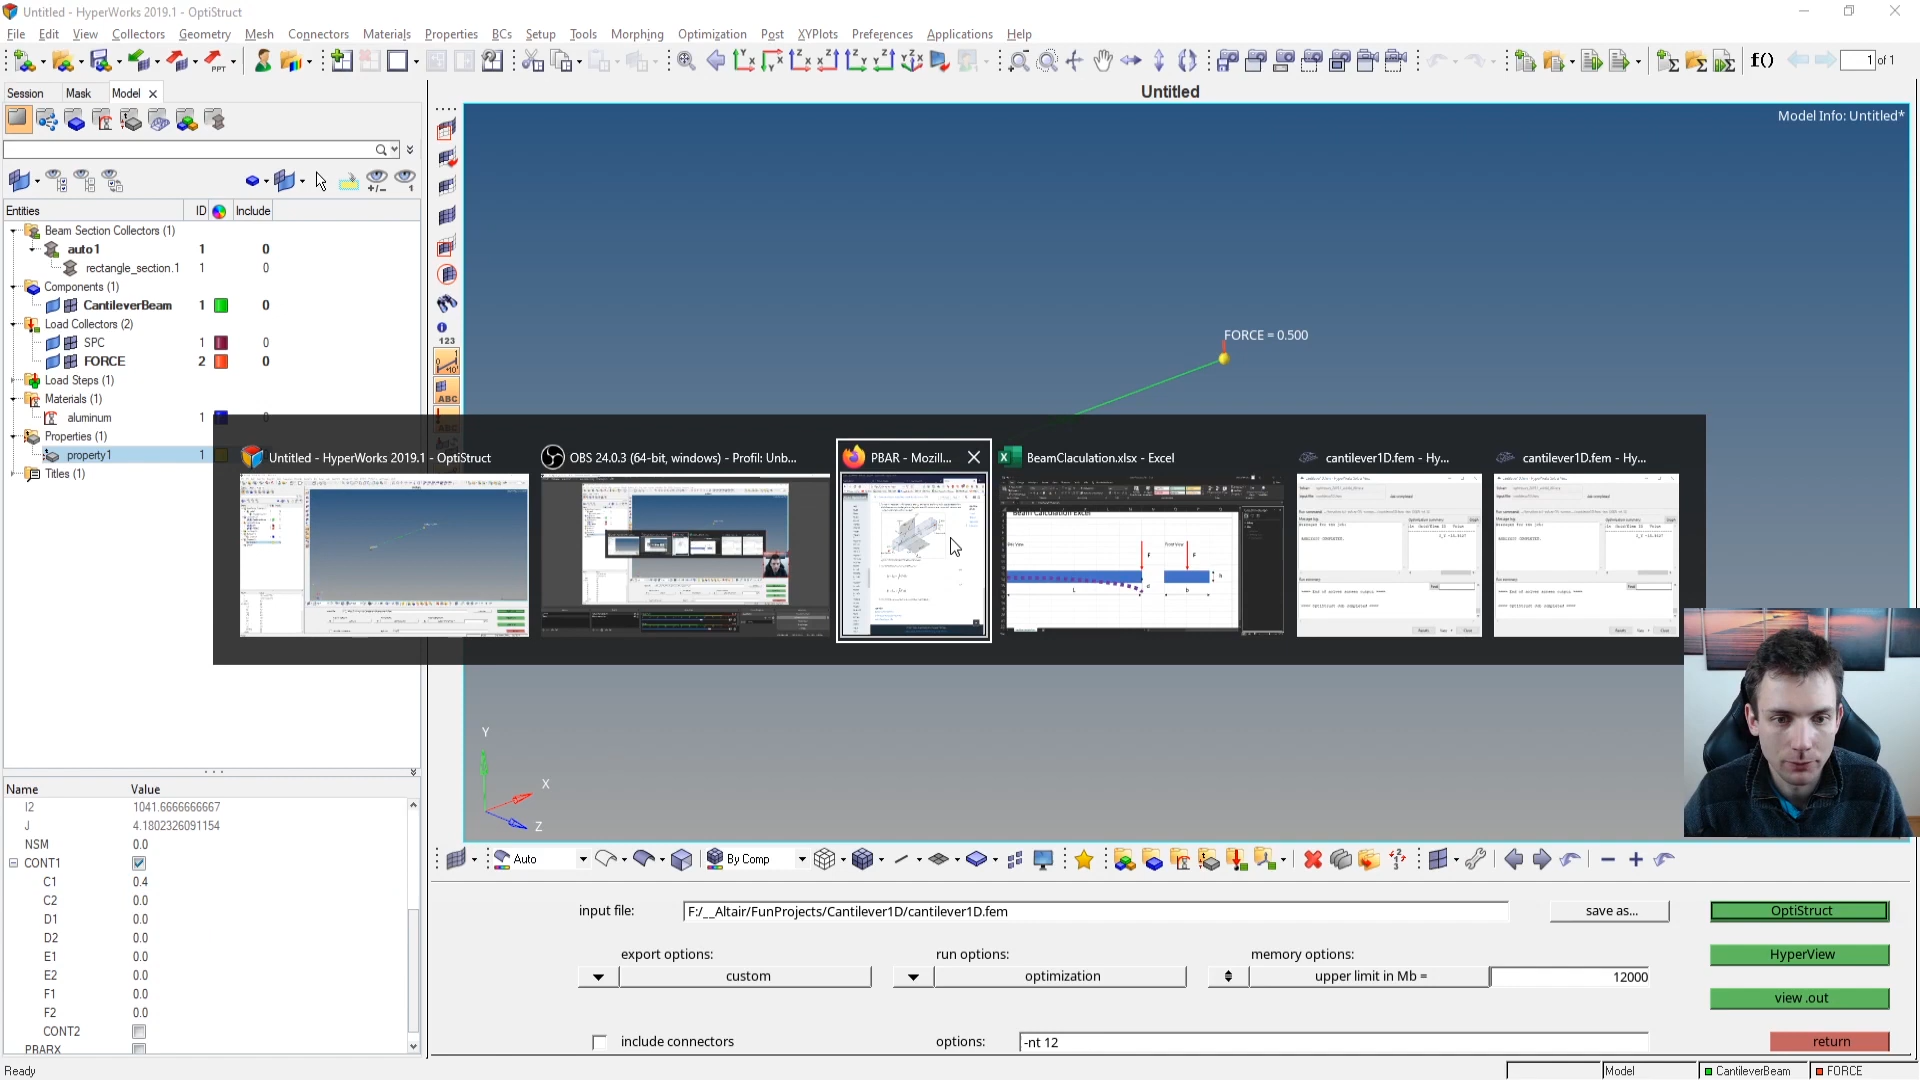 Untitled - HyperWorks 2019.1 - OptiStruct
File Edit View Collectors Geometry Mesh Connectors Materials Properties BCs Setup Tools Morphing Optimization Post XYPlots Preferences Applications Help
1 of 1
Session Mask Model
Untitled
Model Info: Untitled*
Entities ID Include
Beam Section Collectors (1)
auto1 1 0
rectangle_section.1 1 0
Components (1)
CantileverBeam 1 0
Load Collectors (2)
SPC 1 0
FORCE 2 0
Load Steps (1)
Materials (1)
aluminum 1 0
Properties (1)
property1 1
Titles (1)
FORCE = 0.500
Untitled - HyperWorks 2019.1 - OptiStruct
OBS 24.0.3 (64-bit, windows) - Profil: Unb...
PBAR - Mozill...
BeamClaculation.xlsx - Excel
cantilever1D.fem - Hy...
cantilever1D.fem - Hy...
Y
X
Z
Name Value
I2 1041.6666666667
J 4.1802326091154
NSM 0.0
CONT1
C1 0.4
C2 0.0
D1 0.0
D2 0.0
E1 0.0
E2 0.0
F1 0.0
F2 0.0
CONT2
PBARX
Auto
By Comp
input file: F:/__Altair/FunProjects/Cantilever1D/cantilever1D.fem save as... OptiStruct
export options: run options: memory options: HyperView
custom optimization upper limit in Mb = 12000
view .out
include connectors options: -nt 12 return
Ready
Model CantileverBeam FORCE